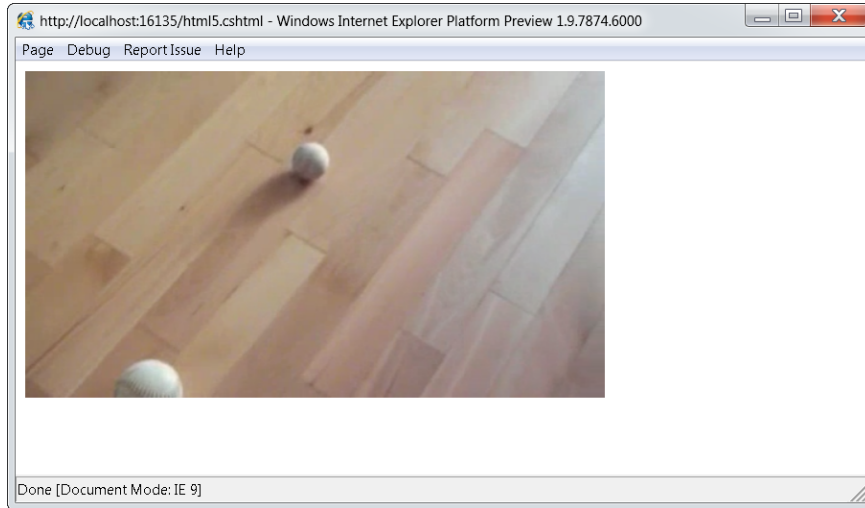 http://localhost:16135/html5.cshtml - Windows Internet Explorer Platform Preview 1.9.7874.6000
Page Debug Report Issue Help
Done [Document Mode: IE 9]